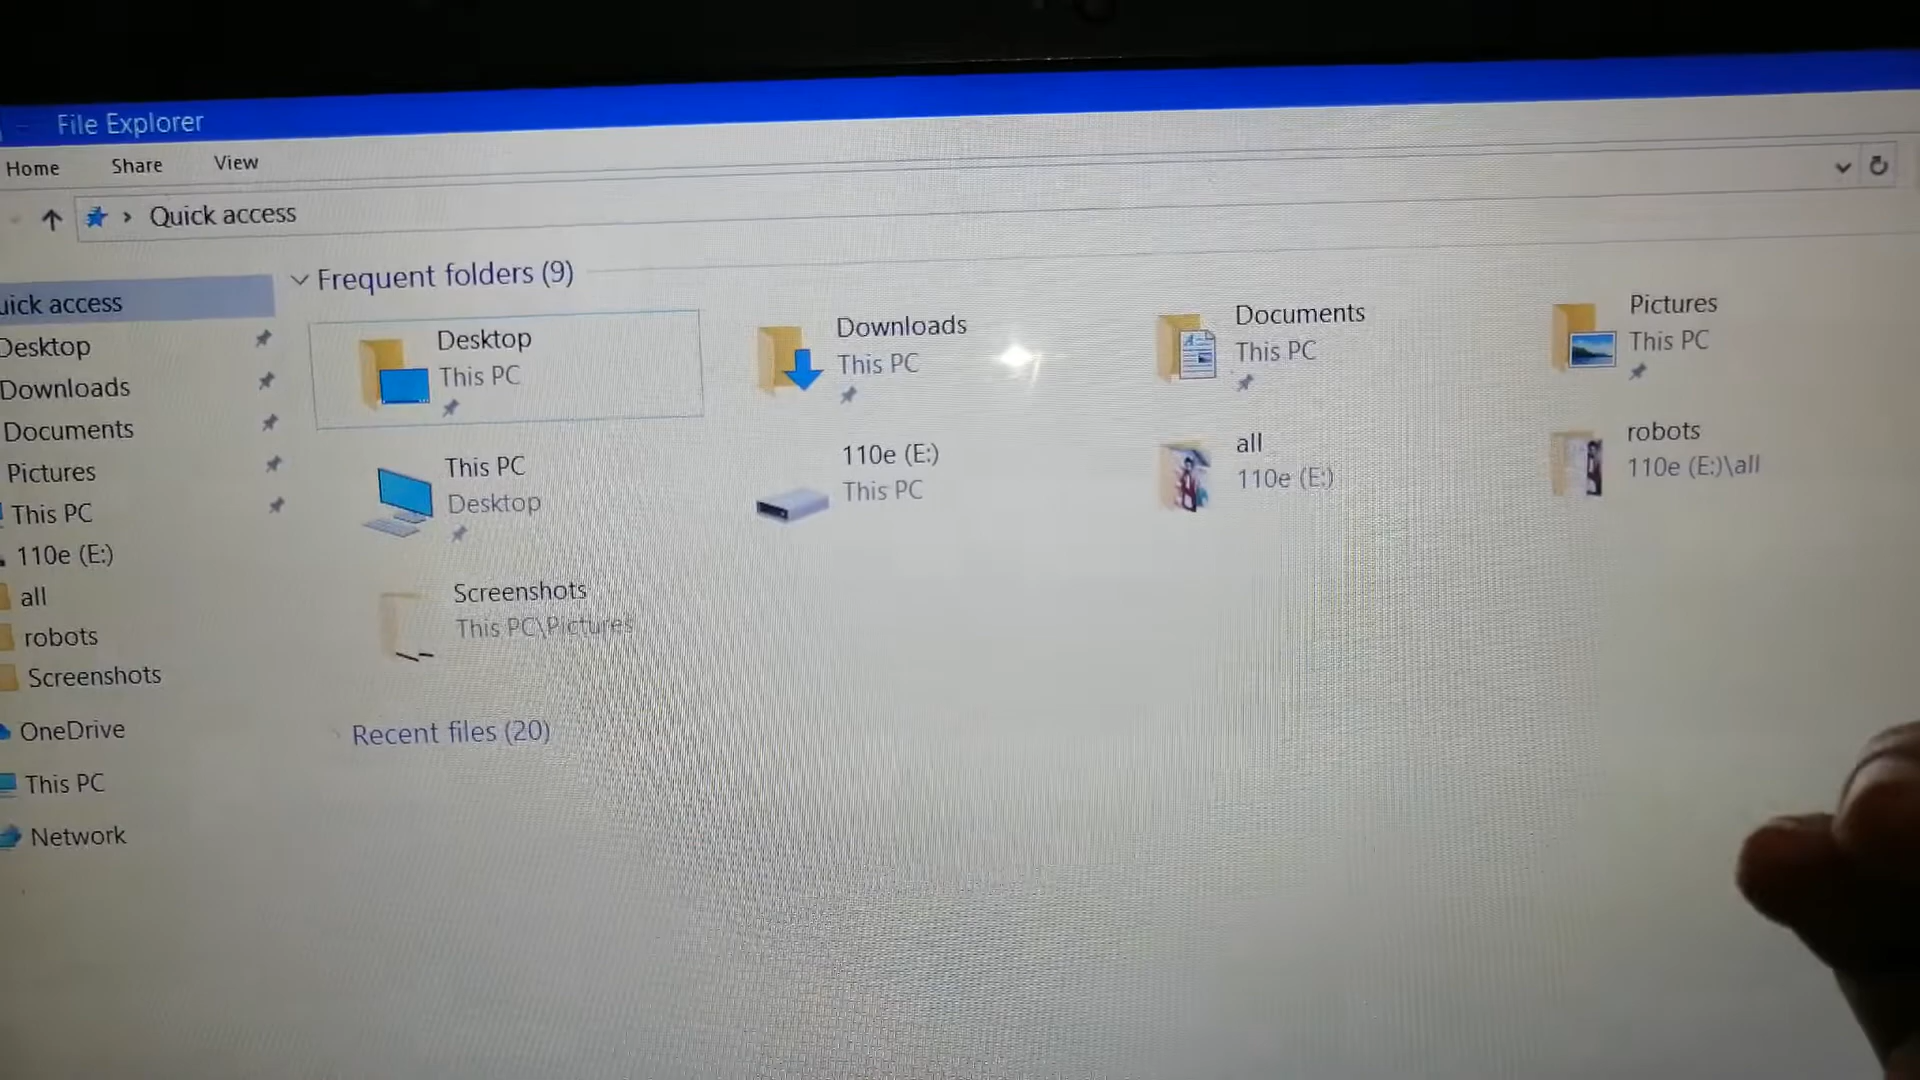 File Explorer
Home Share View
Quick access
uick access
Desktop
Downloads
Documents
Pictures
This PC
110e (E:)
all
robots
Screenshots
OneDrive
This PC
Network
Frequent folders (9)
Desktop
This PC
Downloads
This PC
Documents
This PC
Pictures
This PC
This PC
Desktop
110e (E:)
This PC
all
110e (E:)
robots
110e (E:)\all
Screenshots
This PC\Pictures
Recent files (20)